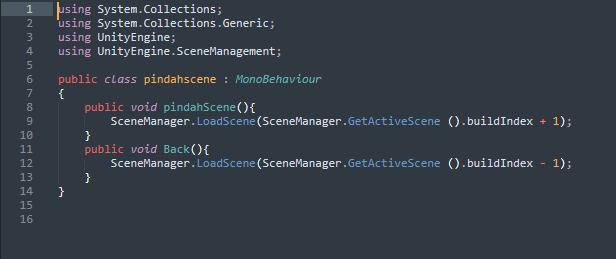 1 using System.Collections;
2 using System.Collections.Generic;
3 using UnityEngine;
4 using UnityEngine.SceneManagement;
5
6 public class pindahscene : MonoBehaviour
7 {
8     public void pindahScene(){
9         SceneManager.LoadScene(SceneManager.GetActiveScene ().buildIndex + 1);
10     }
11     public void Back(){
12         SceneManager.LoadScene(SceneManager.GetActiveScene ().buildIndex - 1);
13     }
14 }
15
16